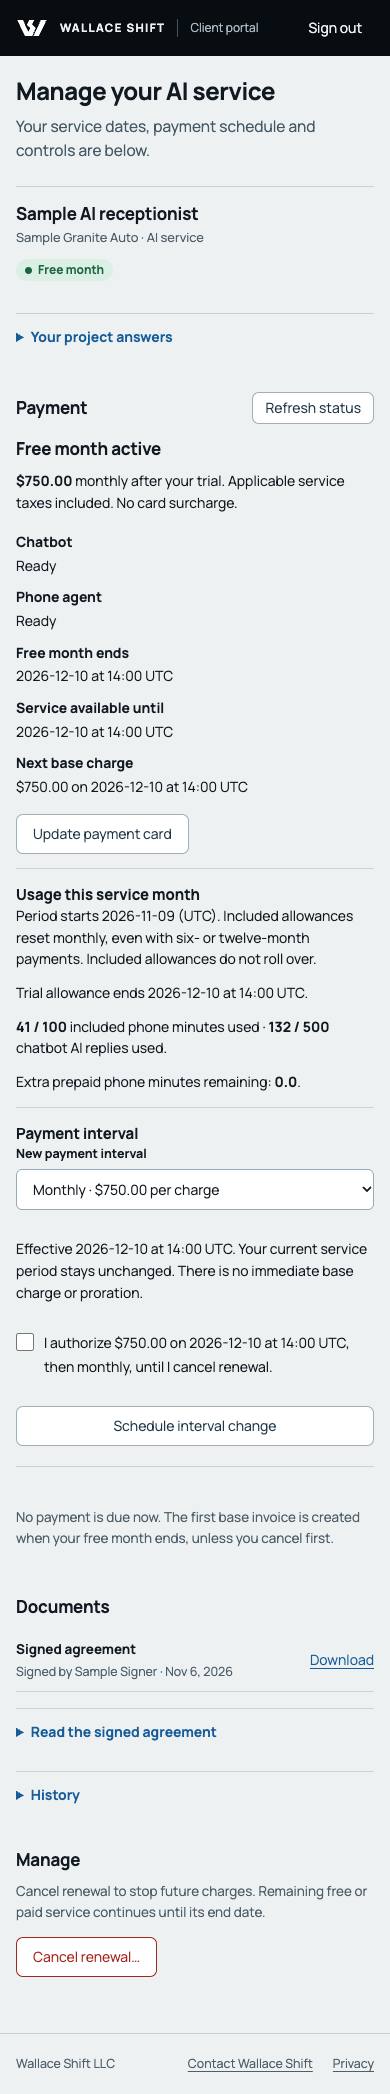 WALLACE SHIFT
Client portal
Sign out
Manage your AI service
Your service dates, payment schedule and
controls are below.
Sample AI receptionist
Sample Granite Auto · AI service
Free month
Your project answers
Payment
Refresh status
Free month active
$750.00 monthly after your trial. Applicable service
taxes included. No card surcharge.
Chatbot
Ready
Phone agent
Ready
Free month ends
2026-12-10 at 14:00 UTC
Service available until
2026-12-10 at 14:00 UTC
Next base charge
$750.00 on 2026-12-10 at 14:00 UTC
Update payment card
Usage this service month
Period starts 2026-11-09 (UTC). Included allowances
reset monthly, even with six- or twelve-month
payments. Included allowances do not roll over.
Trial allowance ends 2026-12-10 at 14:00 UTC.
41 / 100 included phone minutes used · 132 / 500
chatbot AI replies used.
Extra prepaid phone minutes remaining: 0.0.
Payment interval
New payment interval
Monthly · $750.00 per charge
Effective 2026-12-10 at 14:00 UTC. Your current service
period stays unchanged. There is no immediate base
charge or proration.
I authorize $750.00 on 2026-12-10 at 14:00 UTC,
then monthly, until I cancel renewal.
Schedule interval change
No payment is due now. The first base invoice is created
when your free month ends, unless you cancel first.
Documents
Signed agreement
Signed by Sample Signer · Nov 6, 2026
Download
Read the signed agreement
History
Manage
Cancel renewal to stop future charges. Remaining free or
paid service continues until its end date.
Cancel renewal…
Wallace Shift LLC
Contact Wallace Shift
Privacy